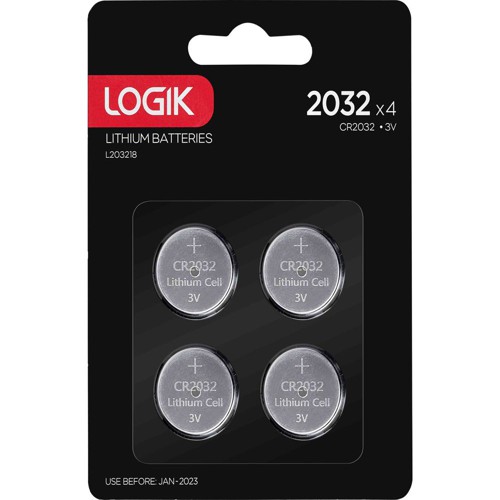 LOGIK
2032 x4
CR2032 • 3V
LITHIUM BATTERIES
L203218
+
CR2032
Lithium Cell
3V
+
CR2032
Lithium Cell
3V
+
CR2032
Lithium Cell
3V
+
CR2032
Lithium Cell
3V
USE BEFORE: JAN-2023